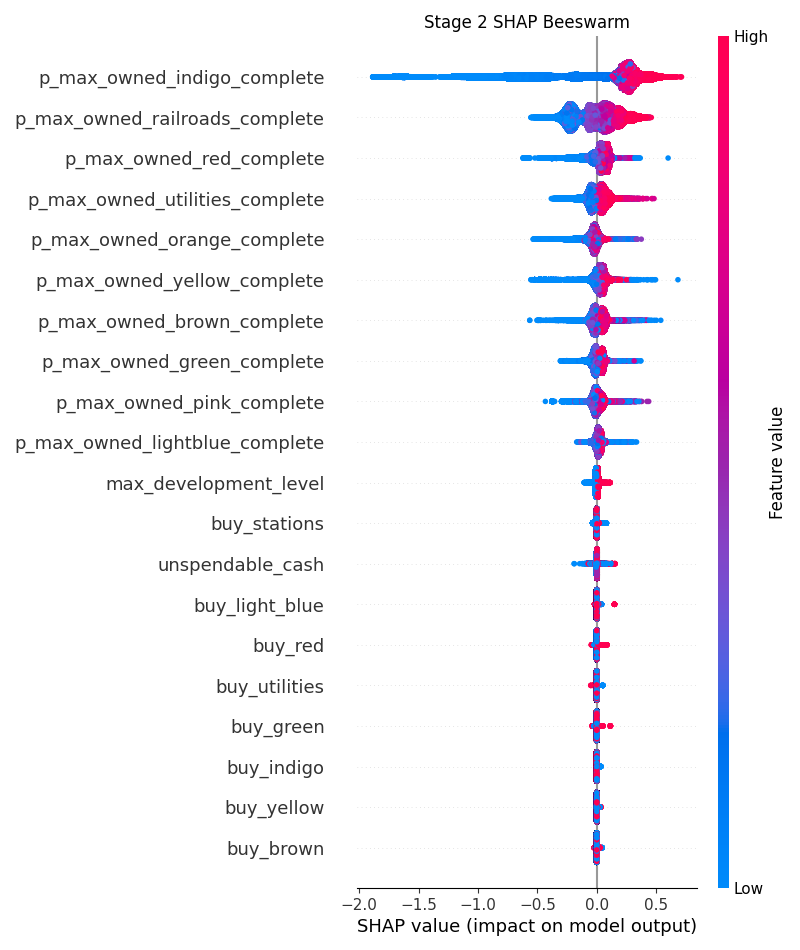 Stage 2 SHAP Beeswarm
High
p_max_owned_indigo_complete
p_max_owned_railroads_complete
p_max_owned_red_complete
p_max_owned_utilities_complete
p_max_owned_orange_complete
p_max_owned_yellow_complete
p_max_owned_brown_complete
p_max_owned_green_complete
p_max_owned_pink_complete
p_max_owned_lightblue_complete
max_development_level
buy_stations
unspendable_cash
buy_light_blue
buy_red
buy_utilities
buy_green
buy_indigo
buy_yellow
buy_brown
Feature value
Low
−2.0 −1.5 −1.0 −0.5 0.0 0.5
SHAP value (impact on model output)